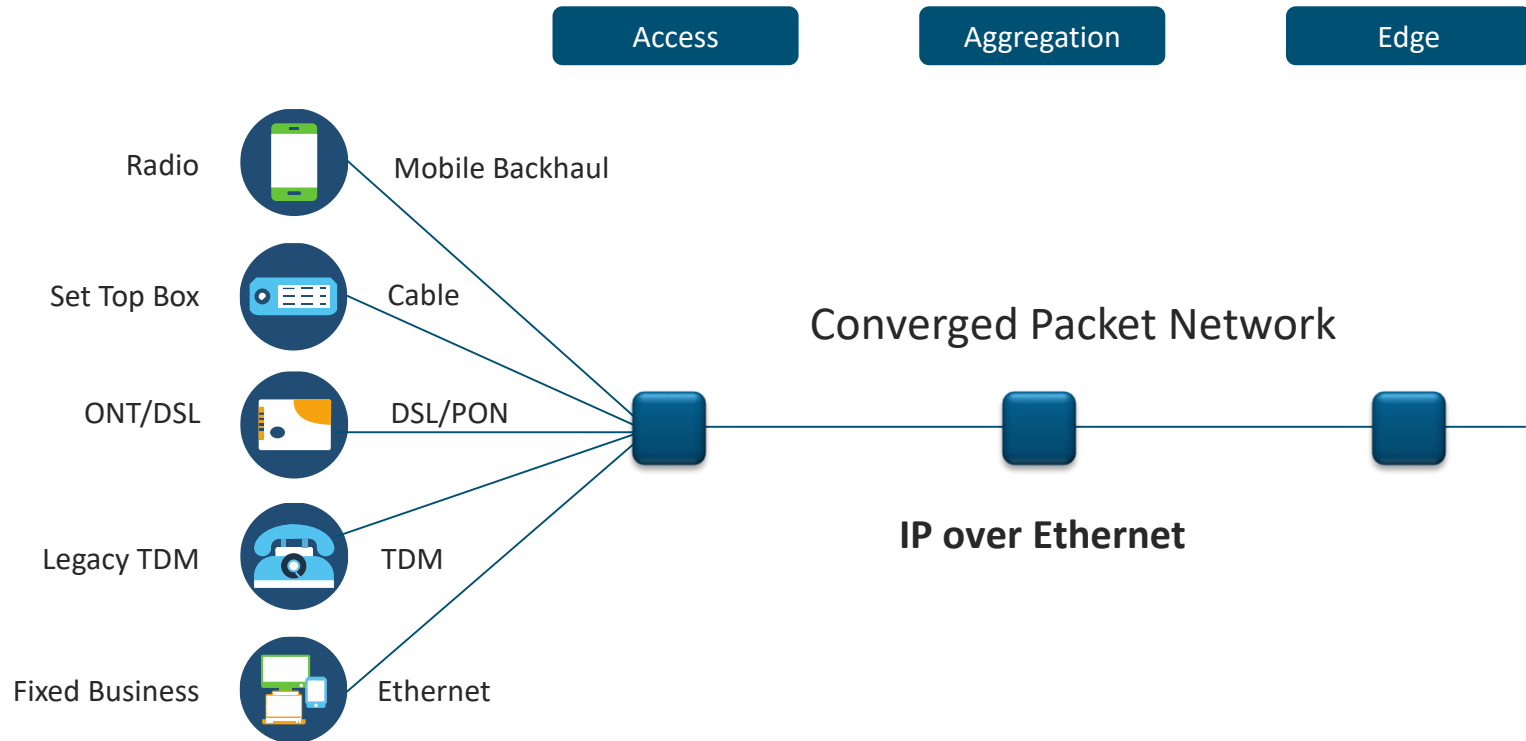 Access
Aggregation
Edge
Radio
Mobile Backhaul
Set Top Box
Cable
Converged Packet Network
ONT/DSL
DSL/PON
IP over Ethernet
Legacy TDM
TDM
Fixed Business
Ethernet